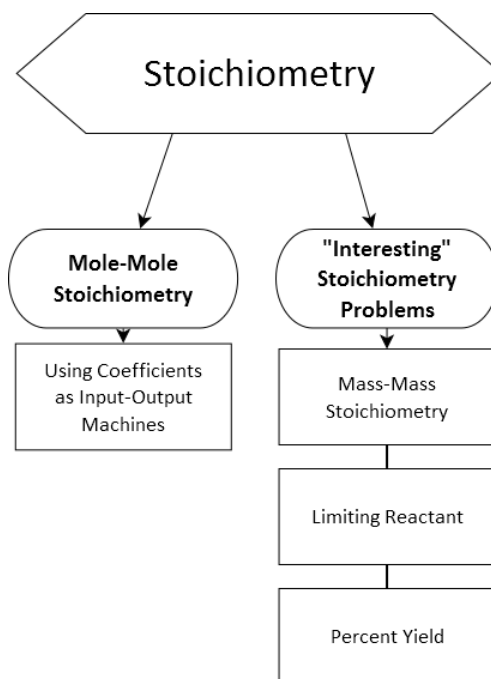 Stoichiometry
Mole-Mole
Stoichiometry
Using Coefficients
as Input-Output
Machines
"Interesting"
Stoichiometry
Problems
Mass-Mass
Stoichiometry
Limiting Reactant
Percent Yield